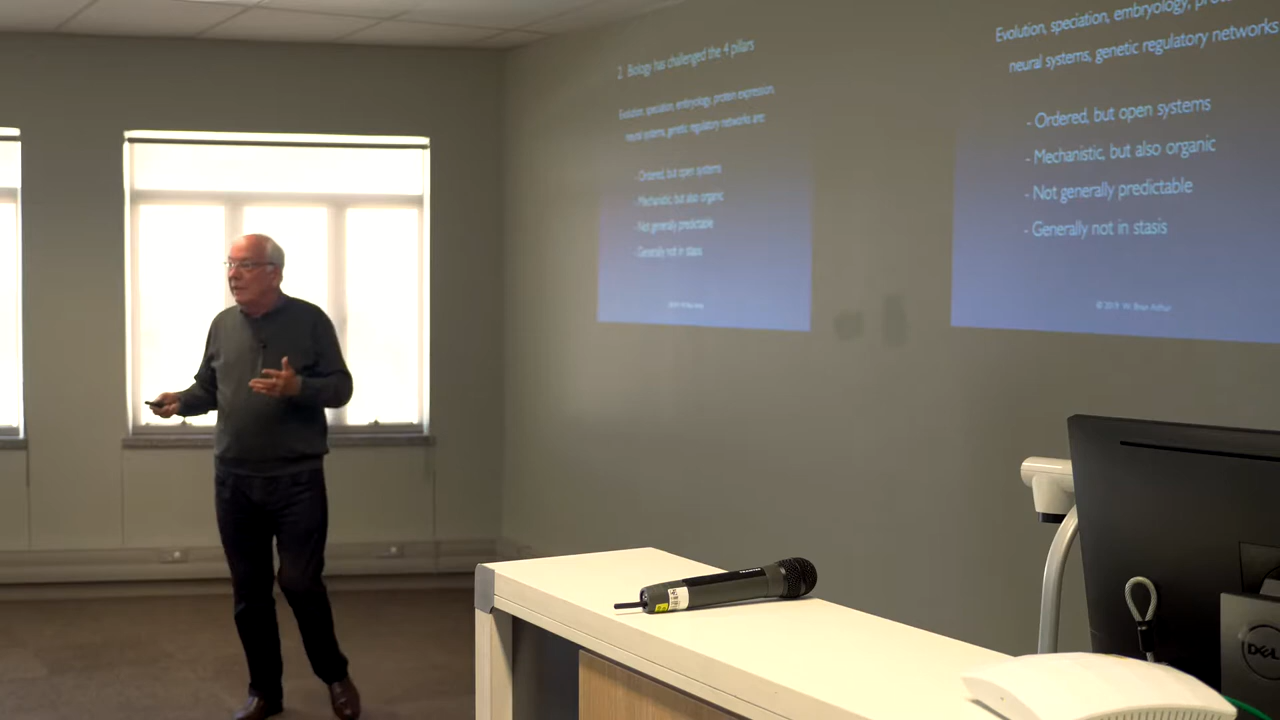 2. Biology has challenged the 4 pillars
Evolution, speciation, embryology, protein expression,
neural systems, genetic regulatory networks are:
- Ordered, but open systems
- Mechanistic, but also organic
- Not generally predictable
- Generally not in stasis
Evolution, speciation, embryology,
neural systems, genetic regulatory networks
- Ordered, but open systems
- Mechanistic, but also organic
- Not generally predictable
- Generally not in stasis
© 2019 W. Brian Arthur
DELL